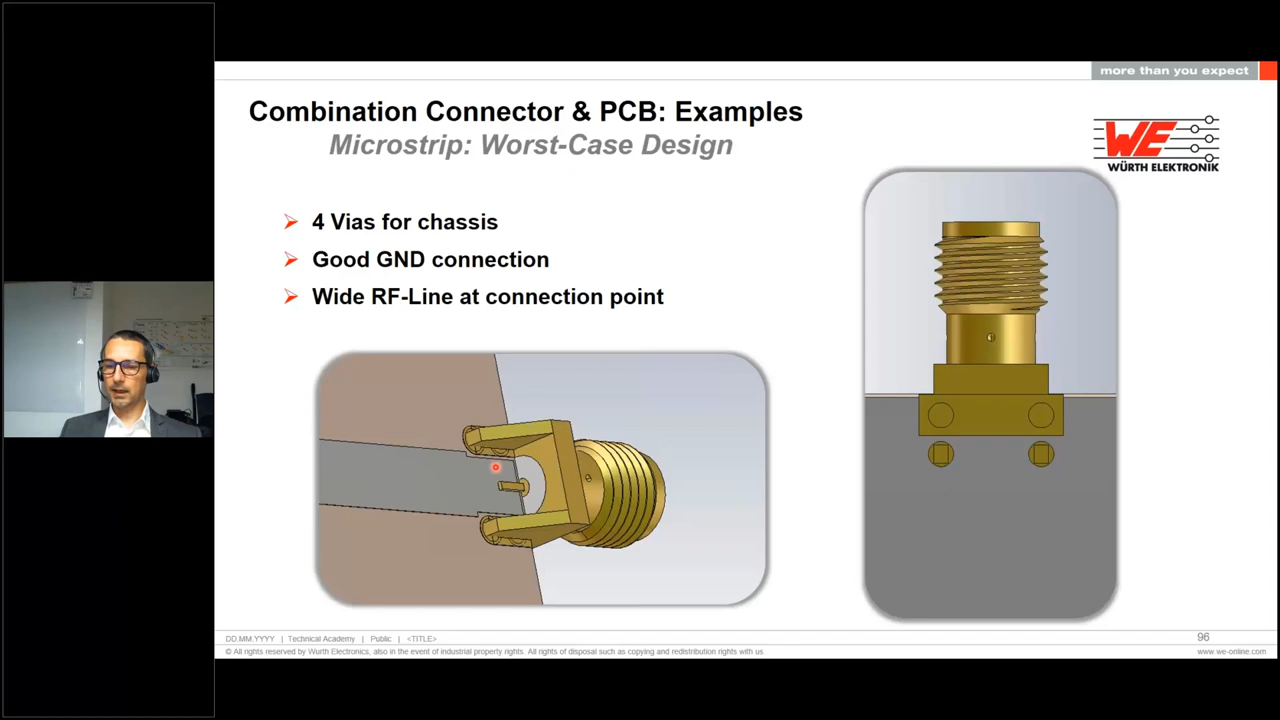 more than you expect
Combination Connector & PCB: Examples
Microstrip: Worst-Case Design
WE
WÜRTH ELEKTRONIK
4 Vias for chassis
Good GND connection
Wide RF-Line at connection point
DD.MM.YYYY | Technical Academy | Public | <TITLE>
96
© All rights reserved by Wurth Electronics, also in the event of industrial property rights. All rights of disposal such as copying and redistribution rights with us.
www.we-online.com